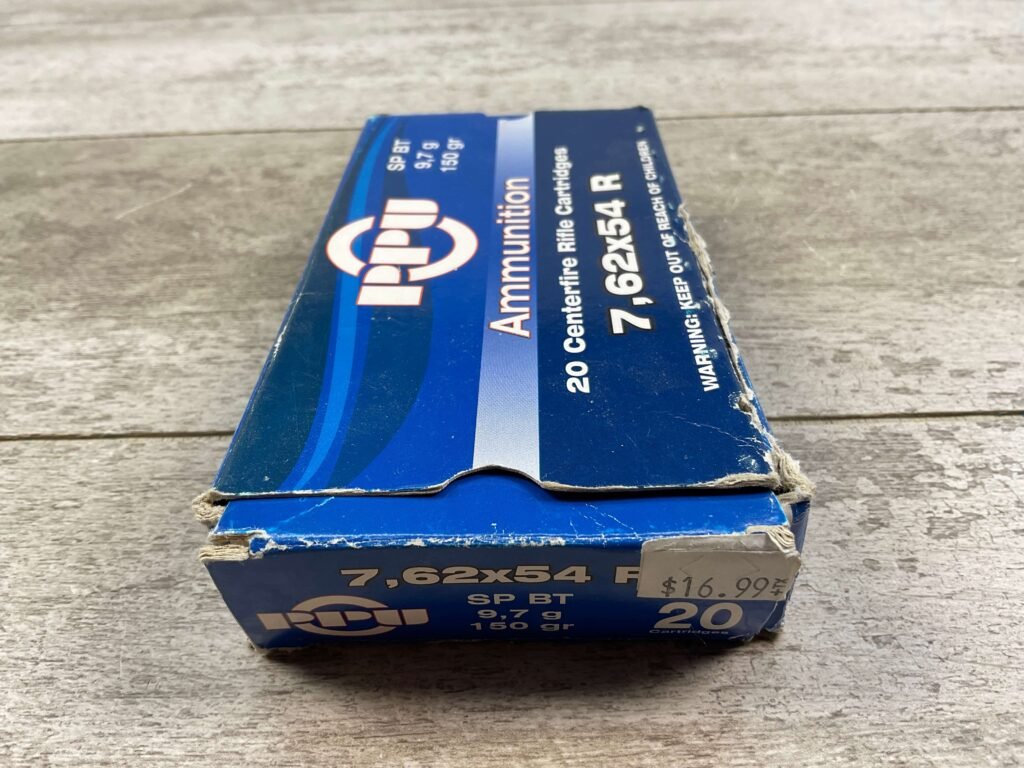 SP BT
9,7 g
150 gr
PPU
Ammunition
20 Centerfire Rifle Cartridges
7,62x54 R
WARNING: KEEP OUT OF REACH OF CHILDREN
7,62x54 R
$16.99
PPU
SP BT
9,7 g
150 gr
20
Cartridges